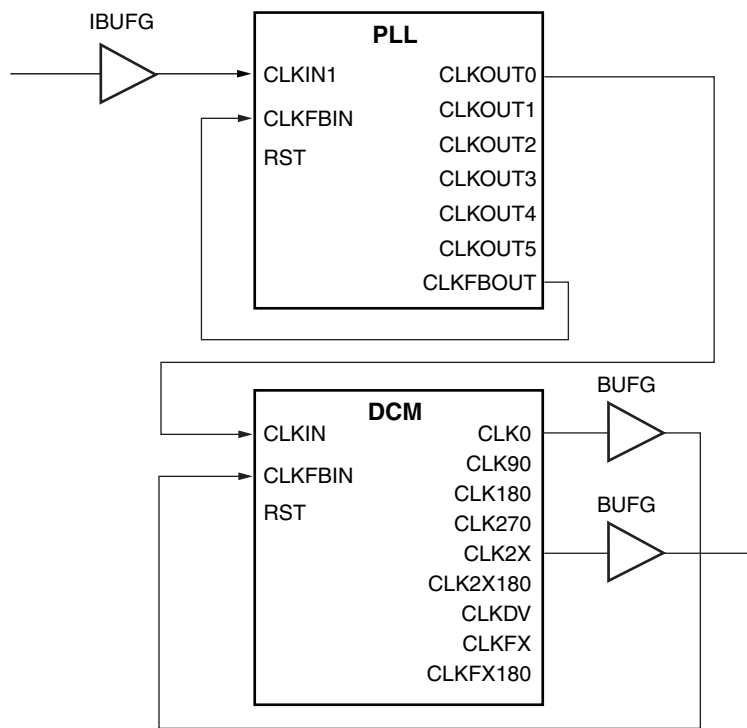 IBUFG
PLL
CLKIN1
CLKFBIN
RST
CLKOUT0
CLKOUT1
CLKOUT2
CLKOUT3
CLKOUT4
CLKOUT5
CLKFBOUT
DCM
CLKIN
CLKFBIN
RST
CLK0
CLK90
CLK180
CLK270
CLK2X
CLK2X180
CLKDV
CLKFX
CLKFX180
BUFG
BUFG